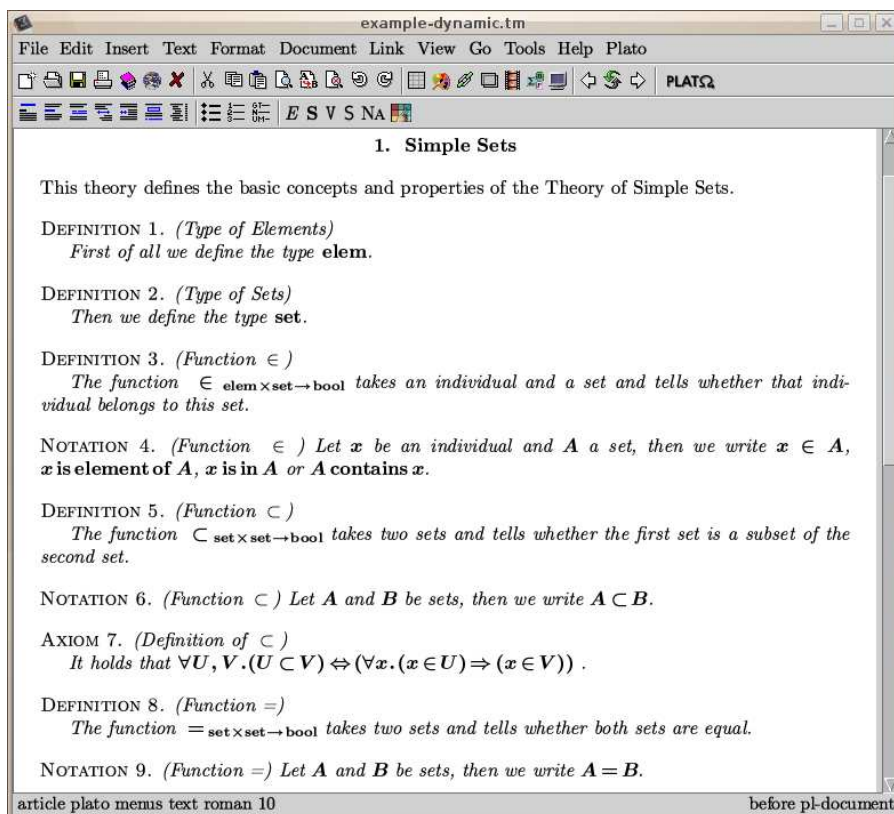 example-dynamic.tm
File Edit Insert Text Format Document Link View Go Tools Help Plato
PLATΩ
E S V S NA
1. Simple Sets
This theory defines the basic concepts and properties of the Theory of Simple Sets.
DEFINITION 1. (Type of Elements)
First of all we define the type elem.
DEFINITION 2. (Type of Sets)
Then we define the type set.
DEFINITION 3. (Function ∈ )
The function ∈ elem×set→bool takes an individual and a set and tells whether that indi-
vidual belongs to this set.
NOTATION 4. (Function ∈ ) Let x be an individual and A a set, then we write x ∈ A,
x is element of A, x is in A or A contains x.
DEFINITION 5. (Function ⊂ )
The function ⊂ set×set→bool takes two sets and tells whether the first set is a subset of the
second set.
NOTATION 6. (Function ⊂ ) Let A and B be sets, then we write A ⊂ B.
AXIOM 7. (Definition of ⊂ )
It holds that ∀U, V.(U ⊂ V) ⇔ (∀x.(x ∈ U) ⇒ (x ∈ V)) .
DEFINITION 8. (Function =)
The function = set×set→bool takes two sets and tells whether both sets are equal.
NOTATION 9. (Function =) Let A and B be sets, then we write A = B.
article plato menus text roman 10 before pl-document